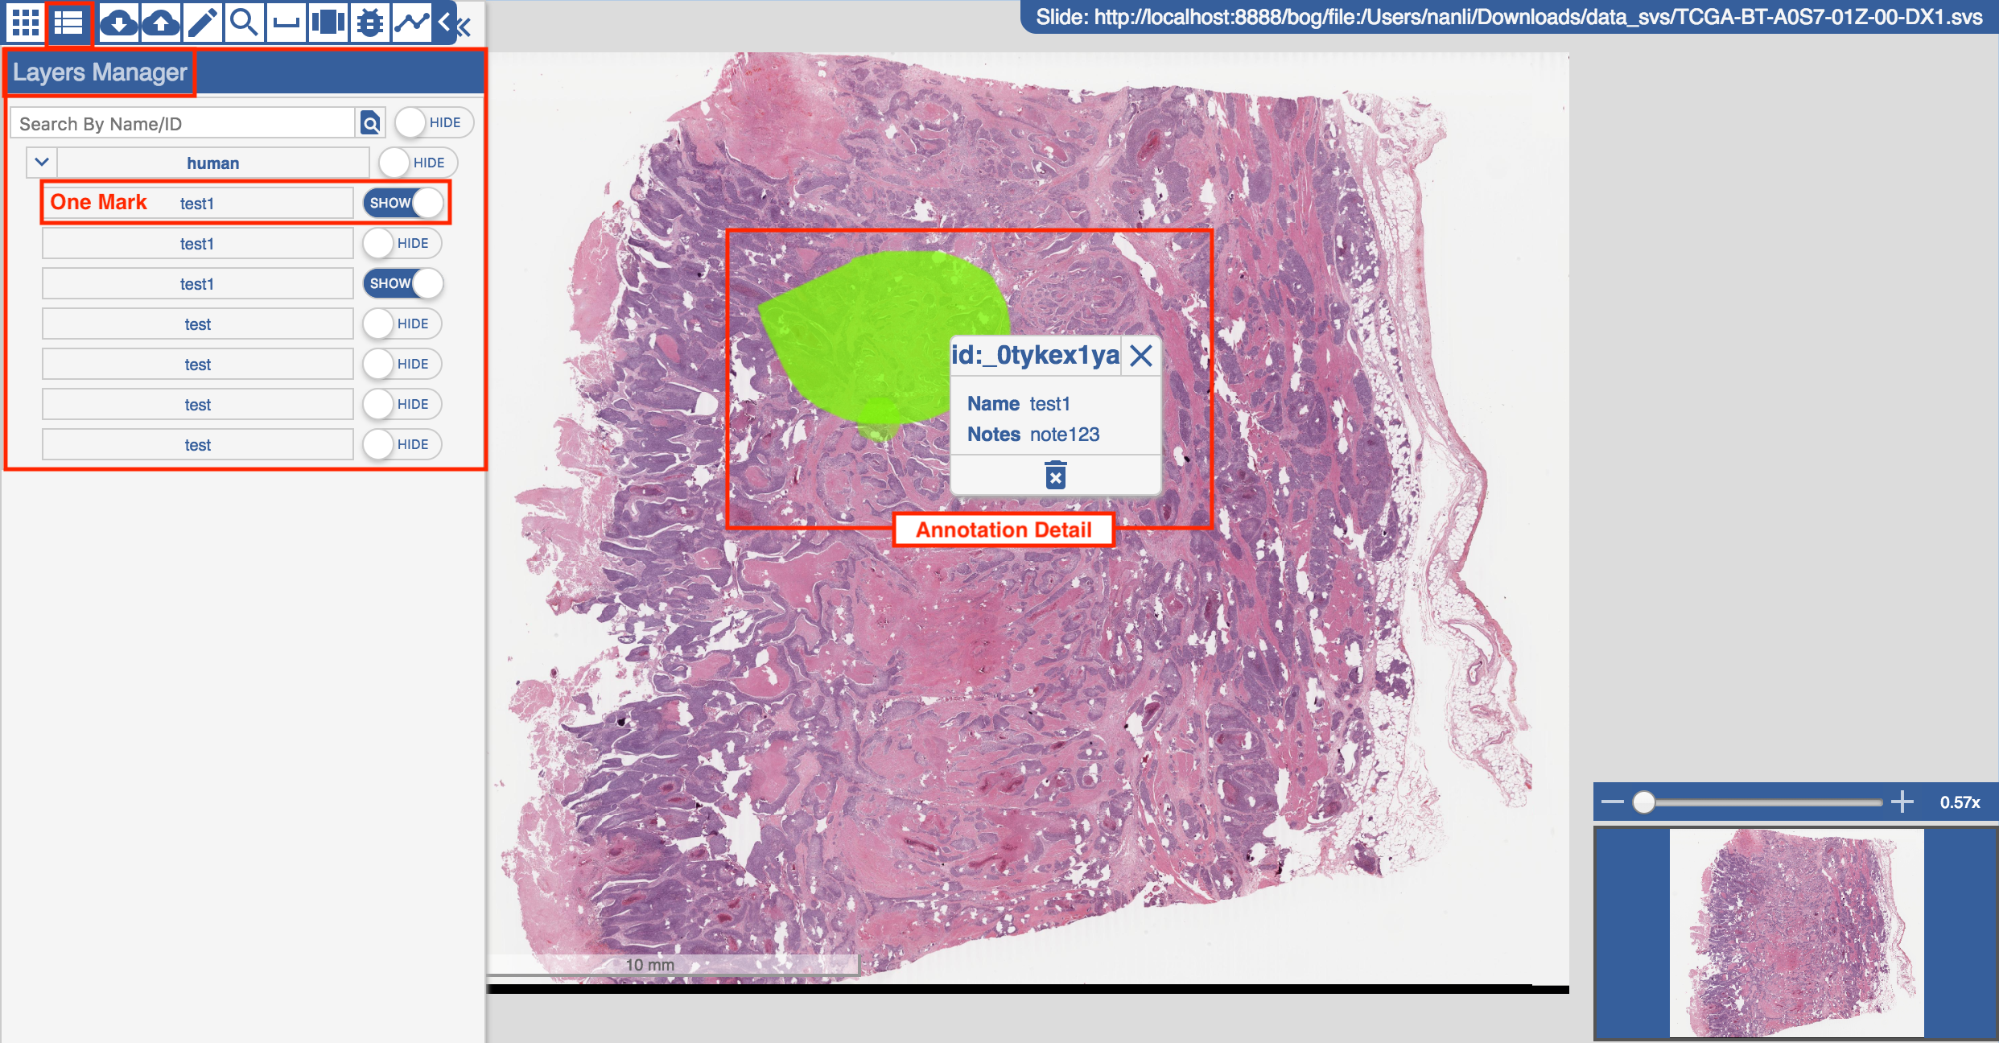 Slide: http://localhost:8888/bog/file:/Users/nanli/Downloads/data_svs/TCGA-BT-A0S7-01Z-00-DX1.svs
Layers Manager
Search By Name/ID HIDE
human HIDE
One Mark test1 SHOW
test1 HIDE
test1 SHOW
test HIDE
test HIDE
test HIDE
test HIDE
id:_0tykex1ya
Name test1
Notes note123
Annotation Detail
10 mm
0.57x